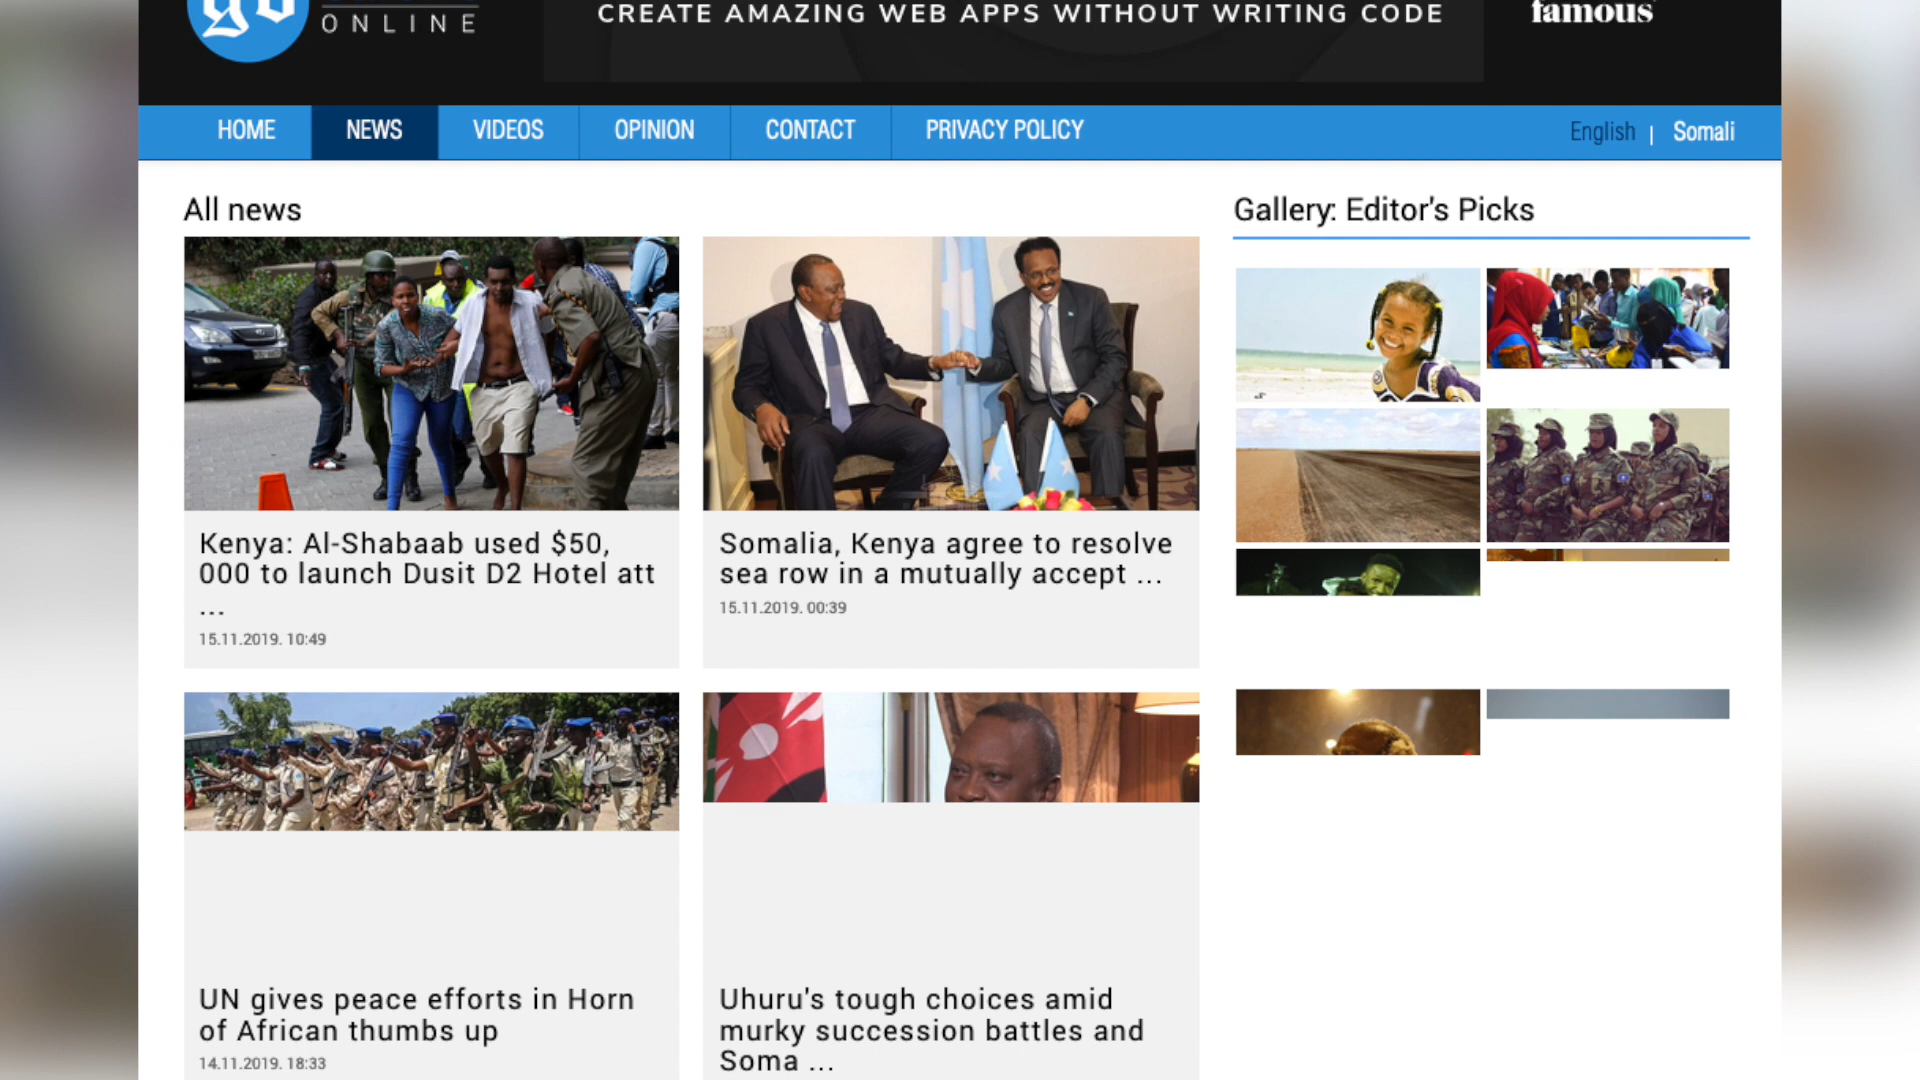 go
ONLINE
CREATE AMAZING WEB APPS WITHOUT WRITING CODE
famous
HOME
NEWS
VIDEOS
OPINION
CONTACT
PRIVACY POLICY
English | Somali
All news
Kenya: Al-Shabaab used $50,
000 to launch Dusit D2 Hotel att
...
15.11.2019. 10:49
Somalia, Kenya agree to resolve
sea row in a mutually accept ...
15.11.2019. 00:39
UN gives peace efforts in Horn
of African thumbs up
14.11.2019. 18:33
Uhuru's tough choices amid
murky succession battles and
Soma ...
Gallery: Editor's Picks